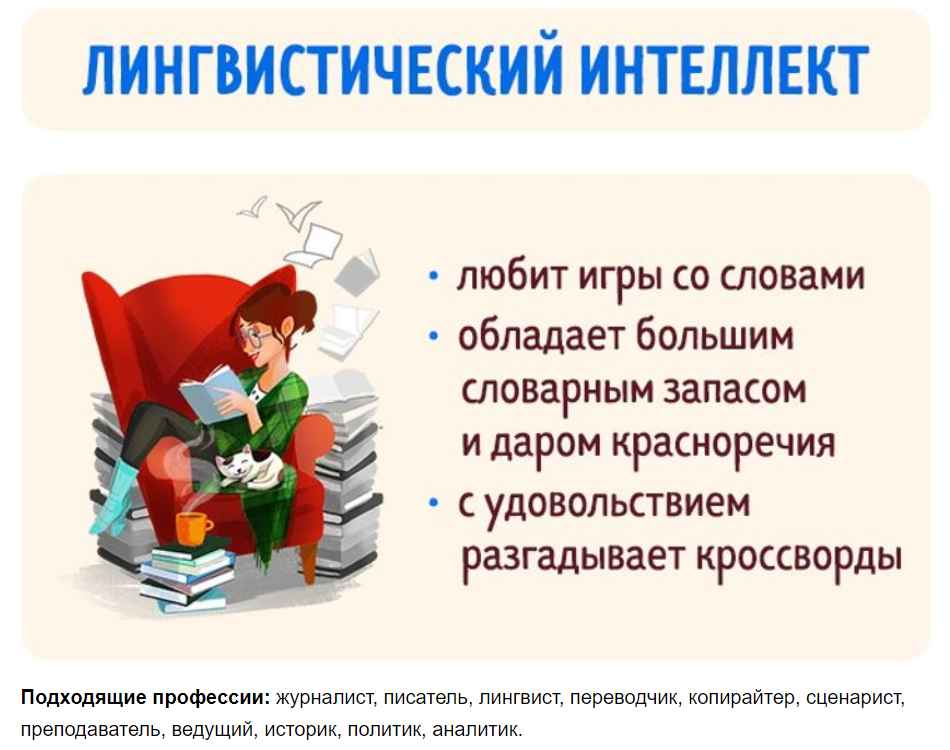 ЛИНГВИСТИЧЕСКИЙ ИНТЕЛЛЕКТ
• любит игры со словами
• обладает большим
словарным запасом
и даром красноречия
• с удовольствием
разгадывает кроссворды
Подходящие профессии: журналист, писатель, лингвист, переводчик, копирайтер, сценарист,
преподаватель, ведущий, историк, политик, аналитик.